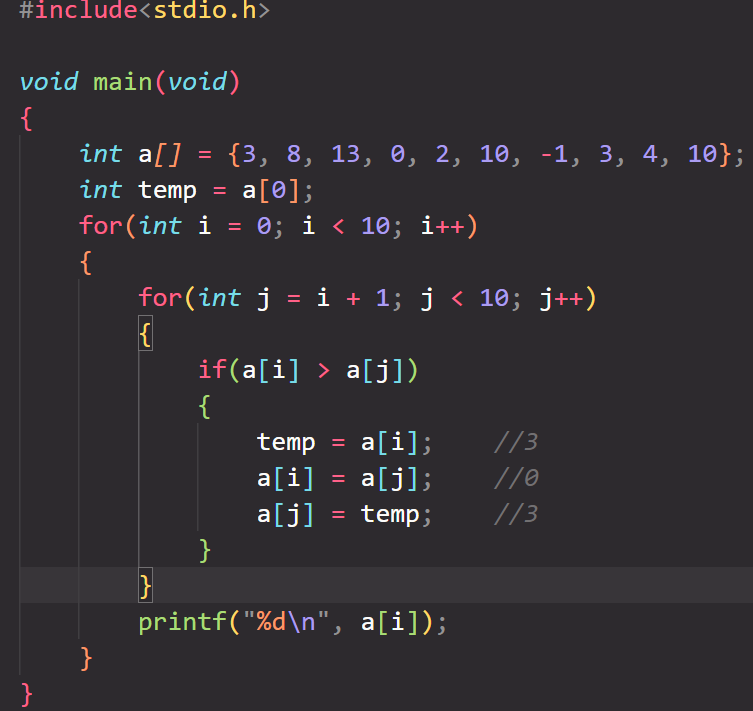 #include<stdio.h>
void main(void)
{
    int a[] = {3, 8, 13, 0, 2, 10, -1, 3, 4, 10};
    int temp = a[0];
    for(int i = 0; i < 10; i++)
    {
        for(int j = i + 1; j < 10; j++)
        {
            if(a[i] > a[j])
            {
                temp = a[i];    //3
                a[i] = a[j];    //0
                a[j] = temp;    //3
            }
        }
        printf("%d\n", a[i]);
    }
}